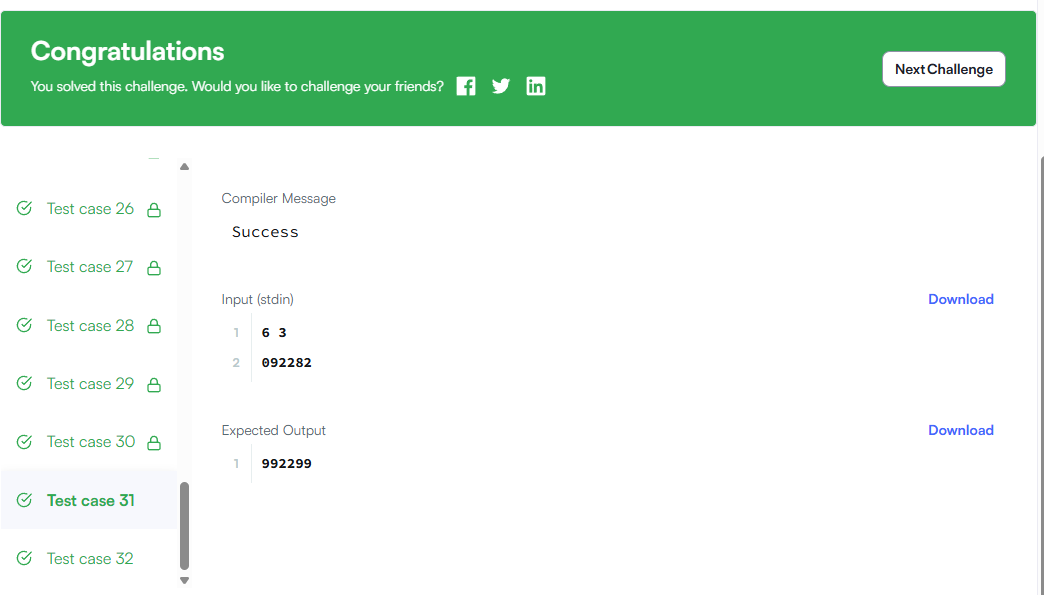 Congratulations
You solved this challenge. Would you like to challenge your friends?
Next Challenge
Test case 26
Test case 27
Test case 28
Test case 29
Test case 30
Test case 31
Test case 32
Compiler Message
Success
Input (stdin)
Download
1 6 3
2 092282
Expected Output
Download
1 992299